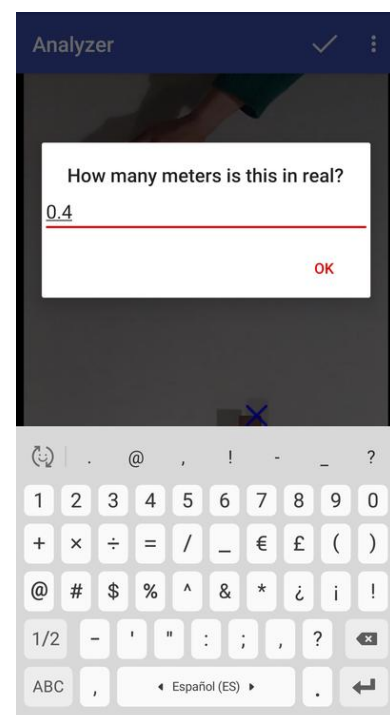 Analyzer
How many meters is this in real?
0.4
OK
. @ , ! - _ ?
1 2 3 4 5 6 7 8 9 0
+ × ÷ = / _ € £ ( )
@ # $ % ^ & * ¿ ¡ !
1/2 - ' " : ; , ?
ABC , Español (ES) .